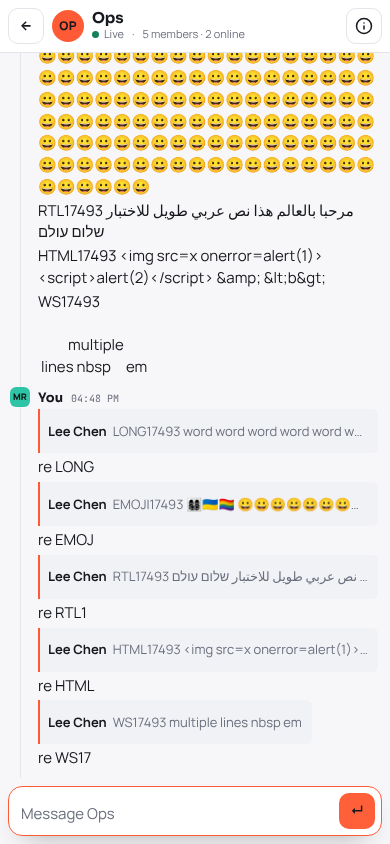 OP
Ops
Live · 5 members · 2 online
😀😀😀😀😀😀😀😀😀😀😀😀😀😀😀😀😀😀
😀😀😀😀😀😀😀😀😀😀😀😀😀😀😀😀😀😀
😀😀😀😀😀😀😀😀😀😀😀😀😀😀😀😀😀😀
😀😀😀😀😀😀😀😀😀😀😀😀😀😀😀😀😀😀
😀😀😀😀😀😀😀😀😀😀😀😀😀😀😀😀😀😀
😀😀😀😀😀😀😀😀😀😀😀😀😀😀😀😀😀😀
😀😀😀😀😀😀
RTL17493 مرحبا بالعالم هذا نص عربي طويل للاختبار
שלום עולם
HTML17493 <img src=x onerror=alert(1)>
<script>alert(2)</script> &amp; &lt;b&gt;
WS17493
multiple
lines nbsp em
MR
You 04:48 PM
Lee Chen LONG17493 word word word word word w…
re LONG
Lee Chen EMOJI17493 👩‍👩‍👧‍👦🇺🇦🏳️‍🌈 😀😀😀😀😀😀😀…
re EMOJ
Lee Chen RTL17493 نص عربي طويل للاختبار שלום עולם…
re RTL1
Lee Chen HTML17493 <img src=x onerror=alert(1)>…
re HTML
Lee Chen WS17493 multiple lines nbsp em
re WS17
Message Ops